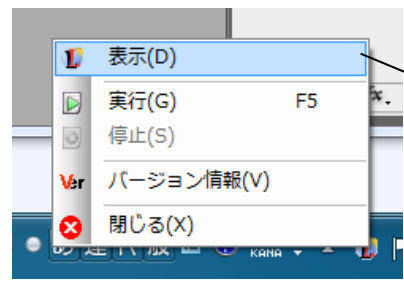 表示(D)
実行(G) F5
停止(S)
Ver バージョン情報(V)
閉じる(X)
KANA